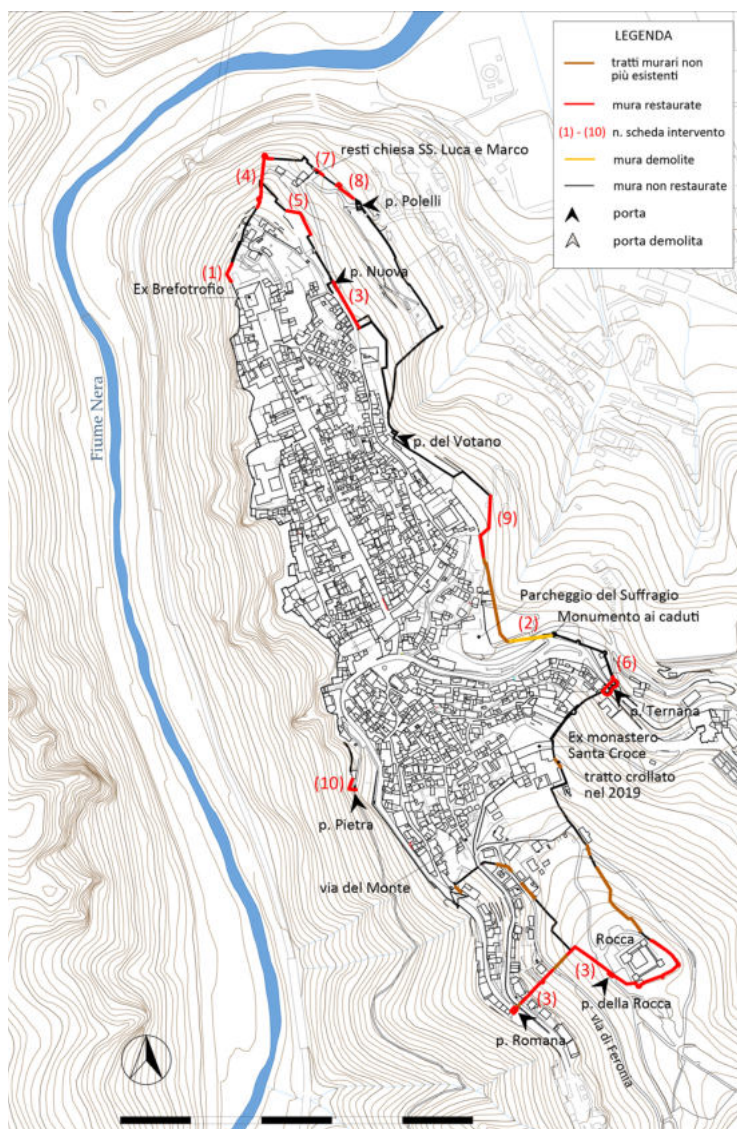 LEGENDA
tratti murari non
più esistenti
mura restaurate
(1) - (10) n. scheda intervento
mura demolite
mura non restaurate
porta
porta demolita
resti chiesa SS. Luca e Marco
(7)
(4)
(8)
p. Polelli
(5)
(1)
p. Nuova
Ex Brefotrofio
(3)
Fiume Nera
p. del Votano
(9)
Parcheggio del Suffragio
(2)
Monumento ai caduti
(6)
p. Ternana
Ex monastero
Santa Croce
tratto crollato
nel 2019
(10)
p. Pietra
via del Monte
Rocca
(3)
(3)
p. della Rocca
p. Romana
via di Feronia